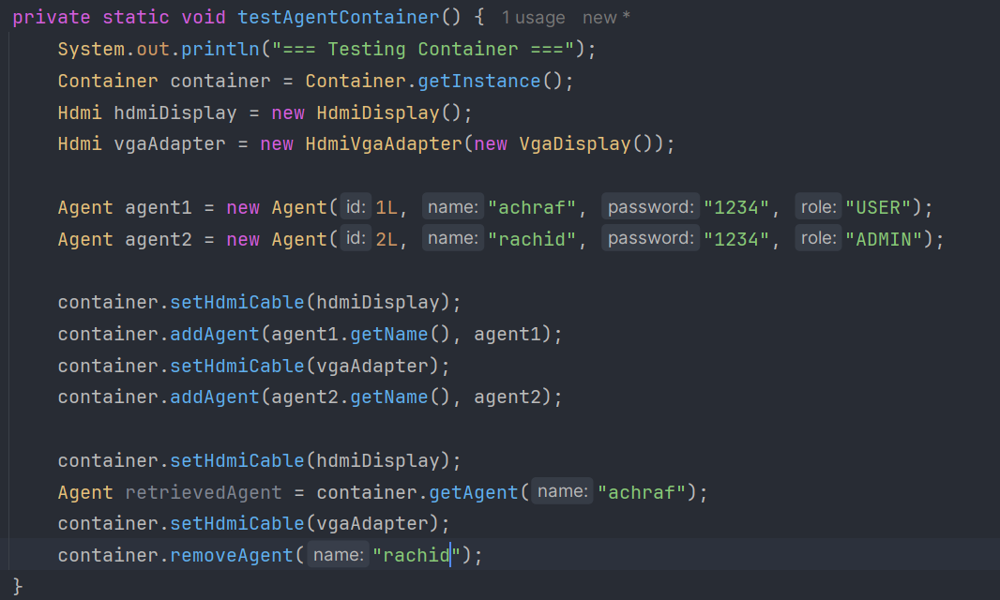 private static void testAgentContainer() {   1 usage   new *
    System.out.println("=== Testing Container ===");
    Container container = Container.getInstance();
    Hdmi hdmiDisplay = new HdmiDisplay();
    Hdmi vgaAdapter = new HdmiVgaAdapter(new VgaDisplay());

    Agent agent1 = new Agent( id: 1L, name: "achraf", password: "1234", role: "USER");
    Agent agent2 = new Agent( id: 2L, name: "rachid", password: "1234", role: "ADMIN");

    container.setHdmiCable(hdmiDisplay);
    container.addAgent(agent1.getName(), agent1);
    container.setHdmiCable(vgaAdapter);
    container.addAgent(agent2.getName(), agent2);

    container.setHdmiCable(hdmiDisplay);
    Agent retrievedAgent = container.getAgent( name: "achraf");
    container.setHdmiCable(vgaAdapter);
    container.removeAgent( name: "rachid");
}